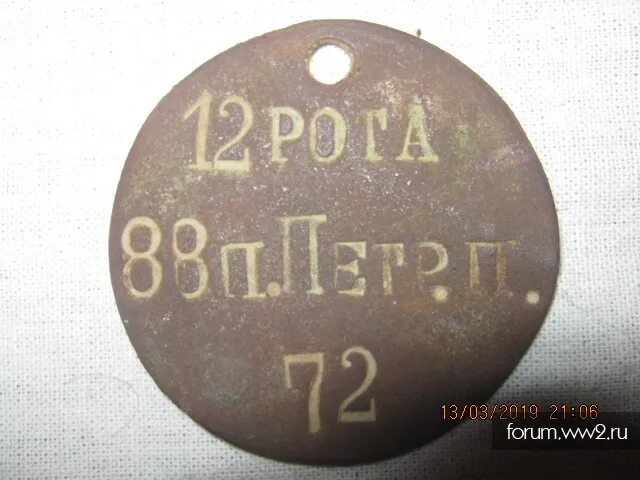 12 РОТА
88 П. ПЕТР. П.
72
13/03/2019 21:06
forum.ww2.ru